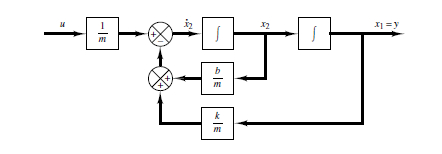 u
1
m
+
−
ẋ2
∫
x2
∫
x1 = y
b
m
+
+
k
m